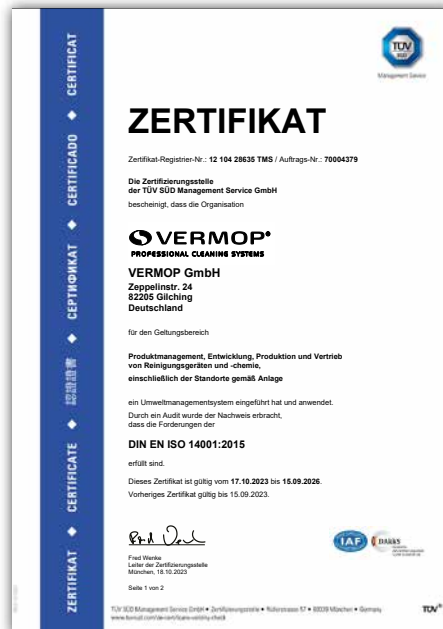 TÜV
SÜD
Management Service
ZERTIFIKAT
Zertifikat-Registrier-Nr.: 12 104 28635 TMS / Auftrags-Nr.: 70004379
Die Zertifizierungsstelle
der TÜV SÜD Management Service GmbH
bescheinigt, dass die Organisation
VERMOP
PROFESSIONAL CLEANING SYSTEMS
VERMOP GmbH
Zeppelinstr. 24
82205 Gilching
Deutschland
für den Geltungsbereich
Produktmanagement, Entwicklung, Produktion und Vertrieb
von Reinigungsgeräten und -chemie,
einschließlich der Standorte gemäß Anlage
ein Umweltmanagementsystem eingeführt hat und anwendet.
Durch ein Audit wurde der Nachweis erbracht,
dass die Forderungen der
DIN EN ISO 14001:2015
erfüllt sind.
Dieses Zertifikat ist gültig vom 17.10.2023 bis 15.09.2026.
Vorheriges Zertifikat gültig bis 15.09.2023.
Fred Wenke
Leiter der Zertifizierungsstelle
München, 18.10.2023
Seite 1 von 2
IAF
DAkkS
ZERTIFIKAT ◆ CERTIFICATE ◆ 認證證書 ◆ СЕРТИФИКАТ ◆ CERTIFICADO ◆ CERTIFICAT
TÜV SÜD Management Service GmbH • Zertifizierungsstelle • Ridlerstrasse 57 • 80339 München • Germany
TÜV®